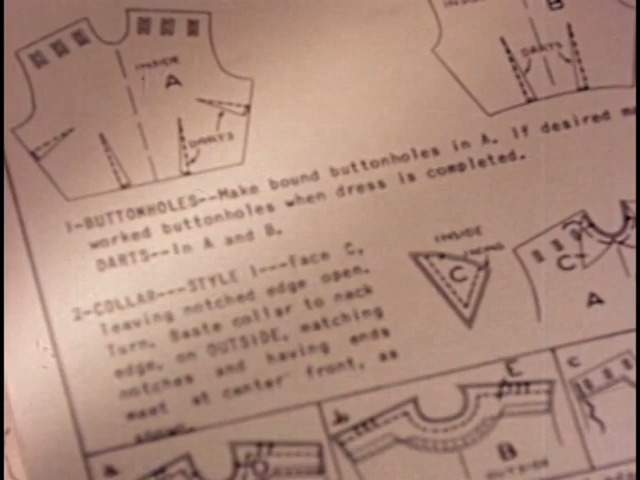 INSIDE
A
DARTS
B
DARTS
1-BUTTONHOLES--Make bound buttonholes in A. If desired
worked buttonholes when dress is completed.
DARTS--In A and B.
2-COLLAR---STYLE 1---Face C,
leaving notched edge open.
Turn. Baste collar to neck
edge, on OUTSIDE, matching
notches and having ends
meet at center front, as
shown.
INSIDE
C
C
A
a
b
E
B
OUTSIDE
c